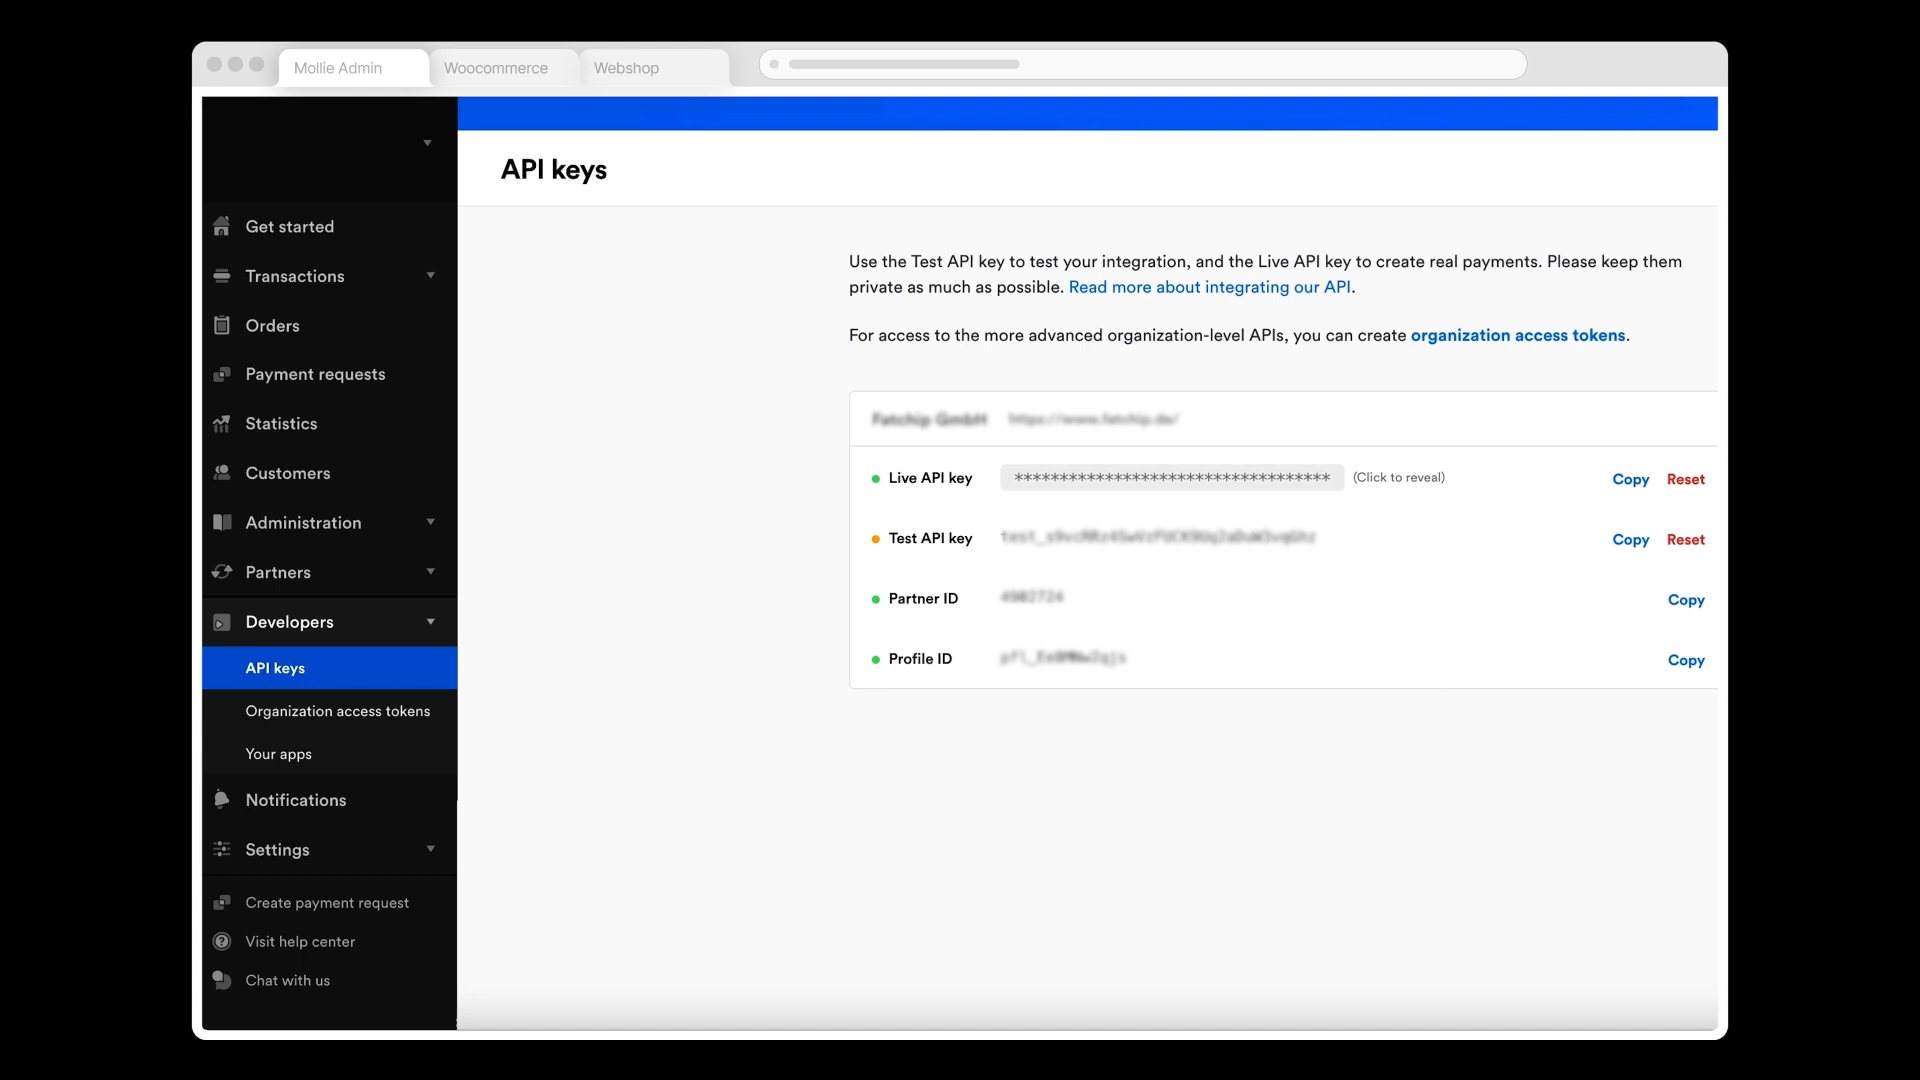 Mollie Admin
Woocommerce
Webshop
API keys
Get started
Transactions
Orders
Payment requests
Statistics
Customers
Administration
Partners
Developers
API keys
Organization access tokens
Your apps
Notifications
Settings
Create payment request
Visit help center
Chat with us
Use the Test API key to test your integration, and the Live API key to create real payments. Please keep them
private as much as possible. Read more about integrating our API.
For access to the more advanced organization-level APIs, you can create organization access tokens.
Live API key *********************************** (Click to reveal) Copy Reset
Test API key Copy Reset
Partner ID Copy
Profile ID Copy